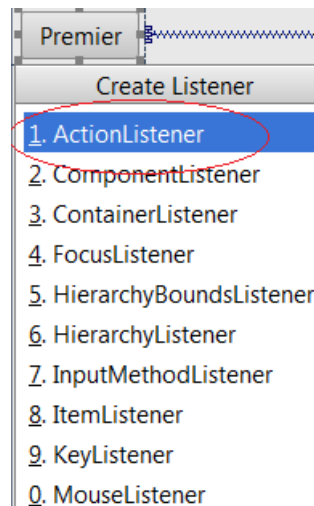 Premier
Create Listener
1. ActionListener
2. ComponentListener
3. ContainerListener
4. FocusListener
5. HierarchyBoundsListener
6. HierarchyListener
7. InputMethodListener
8. ItemListener
9. KeyListener
0. MouseListener